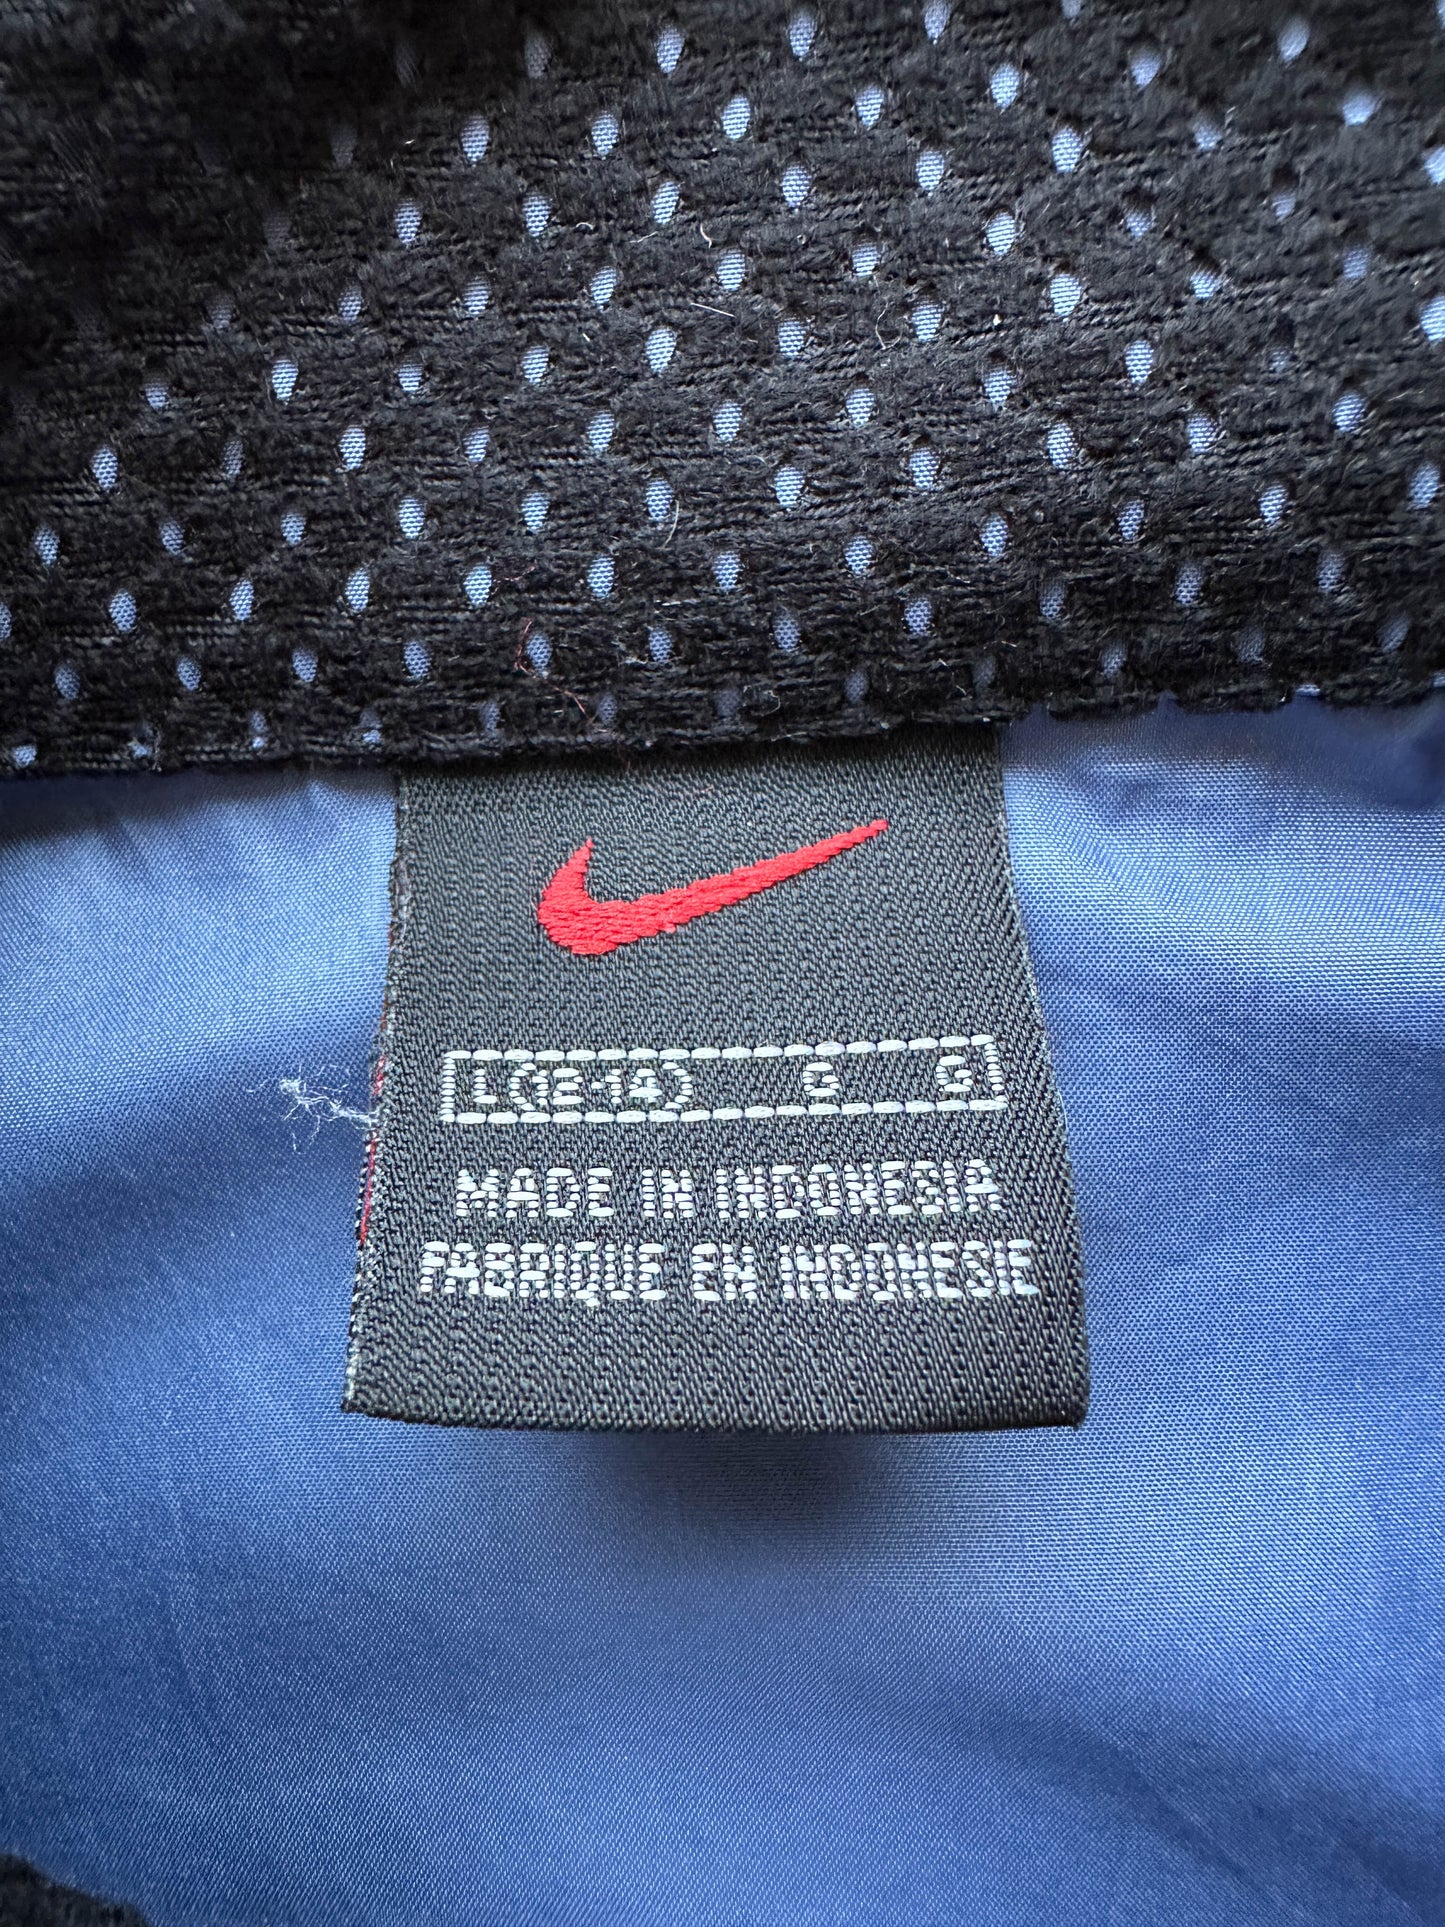 L(12-14) G G
MADE IN INDONESIA
FABRIQUE EN INDONESIE